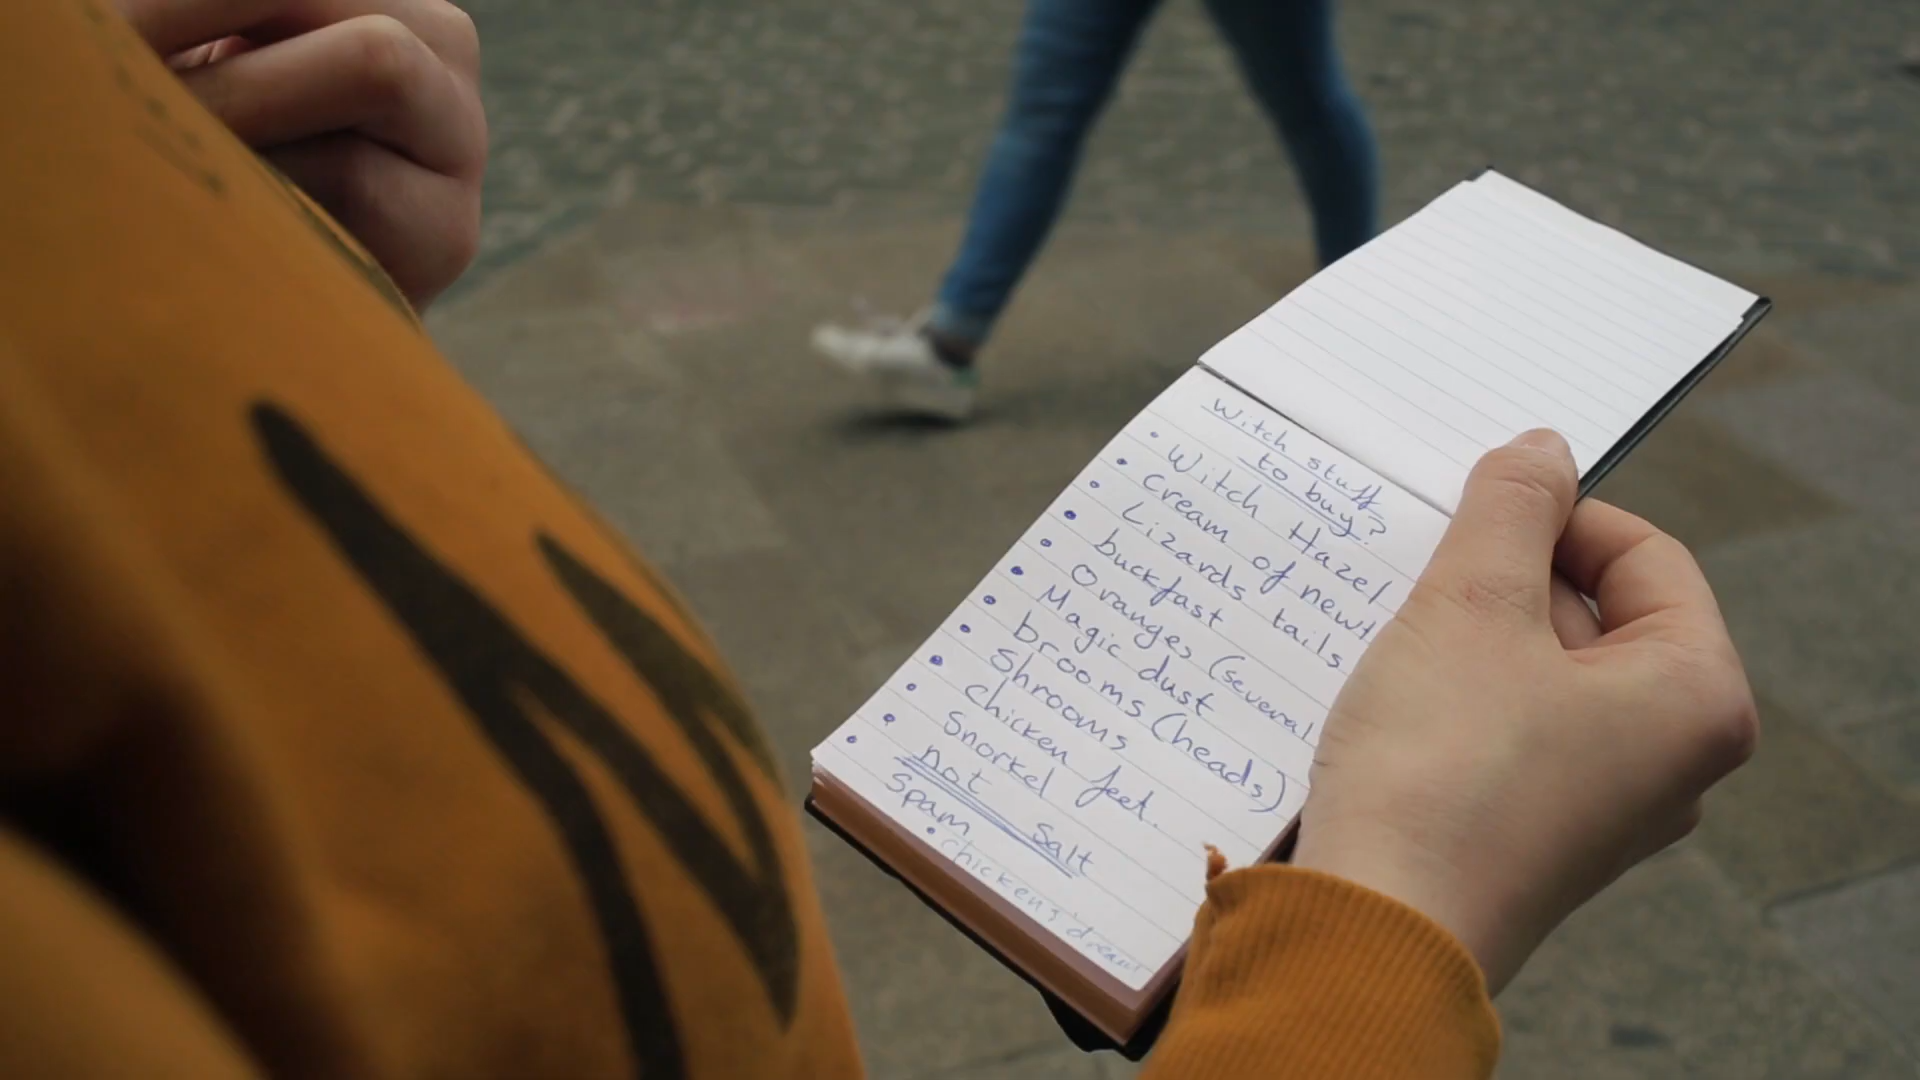 Witch stuff
to buy?
• Witch Hazel
• Cream of newt
• Lizards tails
• buckfast
• Oranges (several
• Magic dust
• brooms (heads)
• Shrooms
• Chicken feet.
• Snorkel
• not Salt
• Spam
• chickens dream